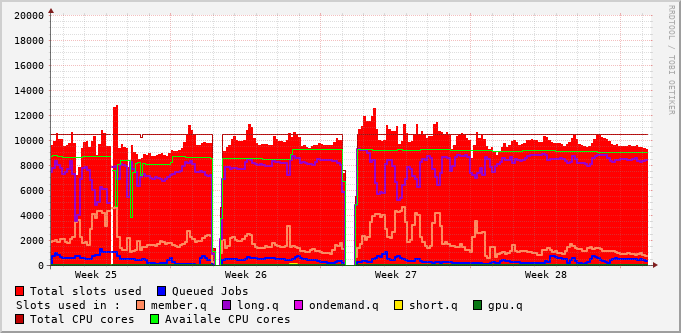 20000
18000
16000
14000
12000
10000
8000
6000
4000
2000
0
Week 25 Week 26 Week 27 Week 28
RRDTOOL / TOBI OETIKER
Total slots used Queued Jobs
Slots used in : member.q long.q ondemand.q short.q gpu.q
Total CPU cores Availale CPU cores